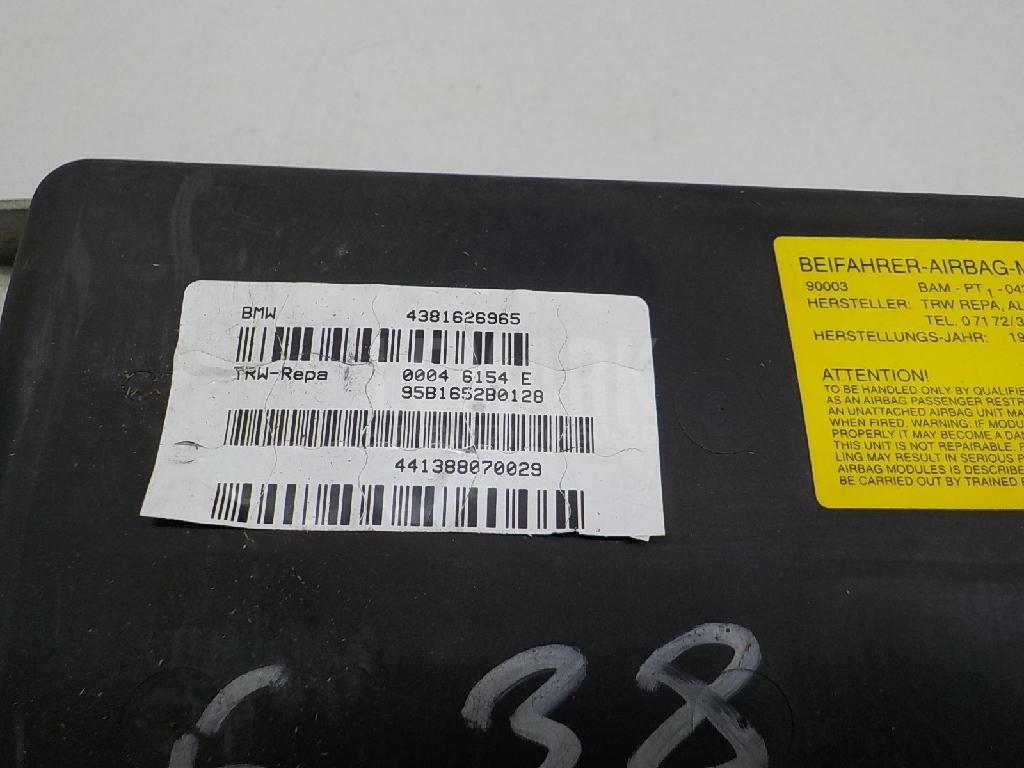 BMW 4381626965
TRW-Repa 0004 6154 E
95B1652B0128
441388070029
BEIFAHRER-AIRBAG-M
90003 BAM - PT1 -04
HERSTELLER: TRW REPA, AL
TEL. 07172/3
HERSTELLUNGS-JAHR: 19
ATTENTION!
TO BE HANDLED ONLY BY QUALIFIE
AS AN AIRBAG PASSENGER RESTR
AN UNATTACHED AIRBAG UNIT MA
WHEN FIRED, WARNING: IF MODU
PROPERLY IT MAY BECOME A DA
THIS UNIT IS NOT REPAIRABLE, F
LING MAY RESULT IN SERIOUS P
AIRBAG MODULES IS DESCRIBE
BE CARRIED OUT BY TRAINED
38